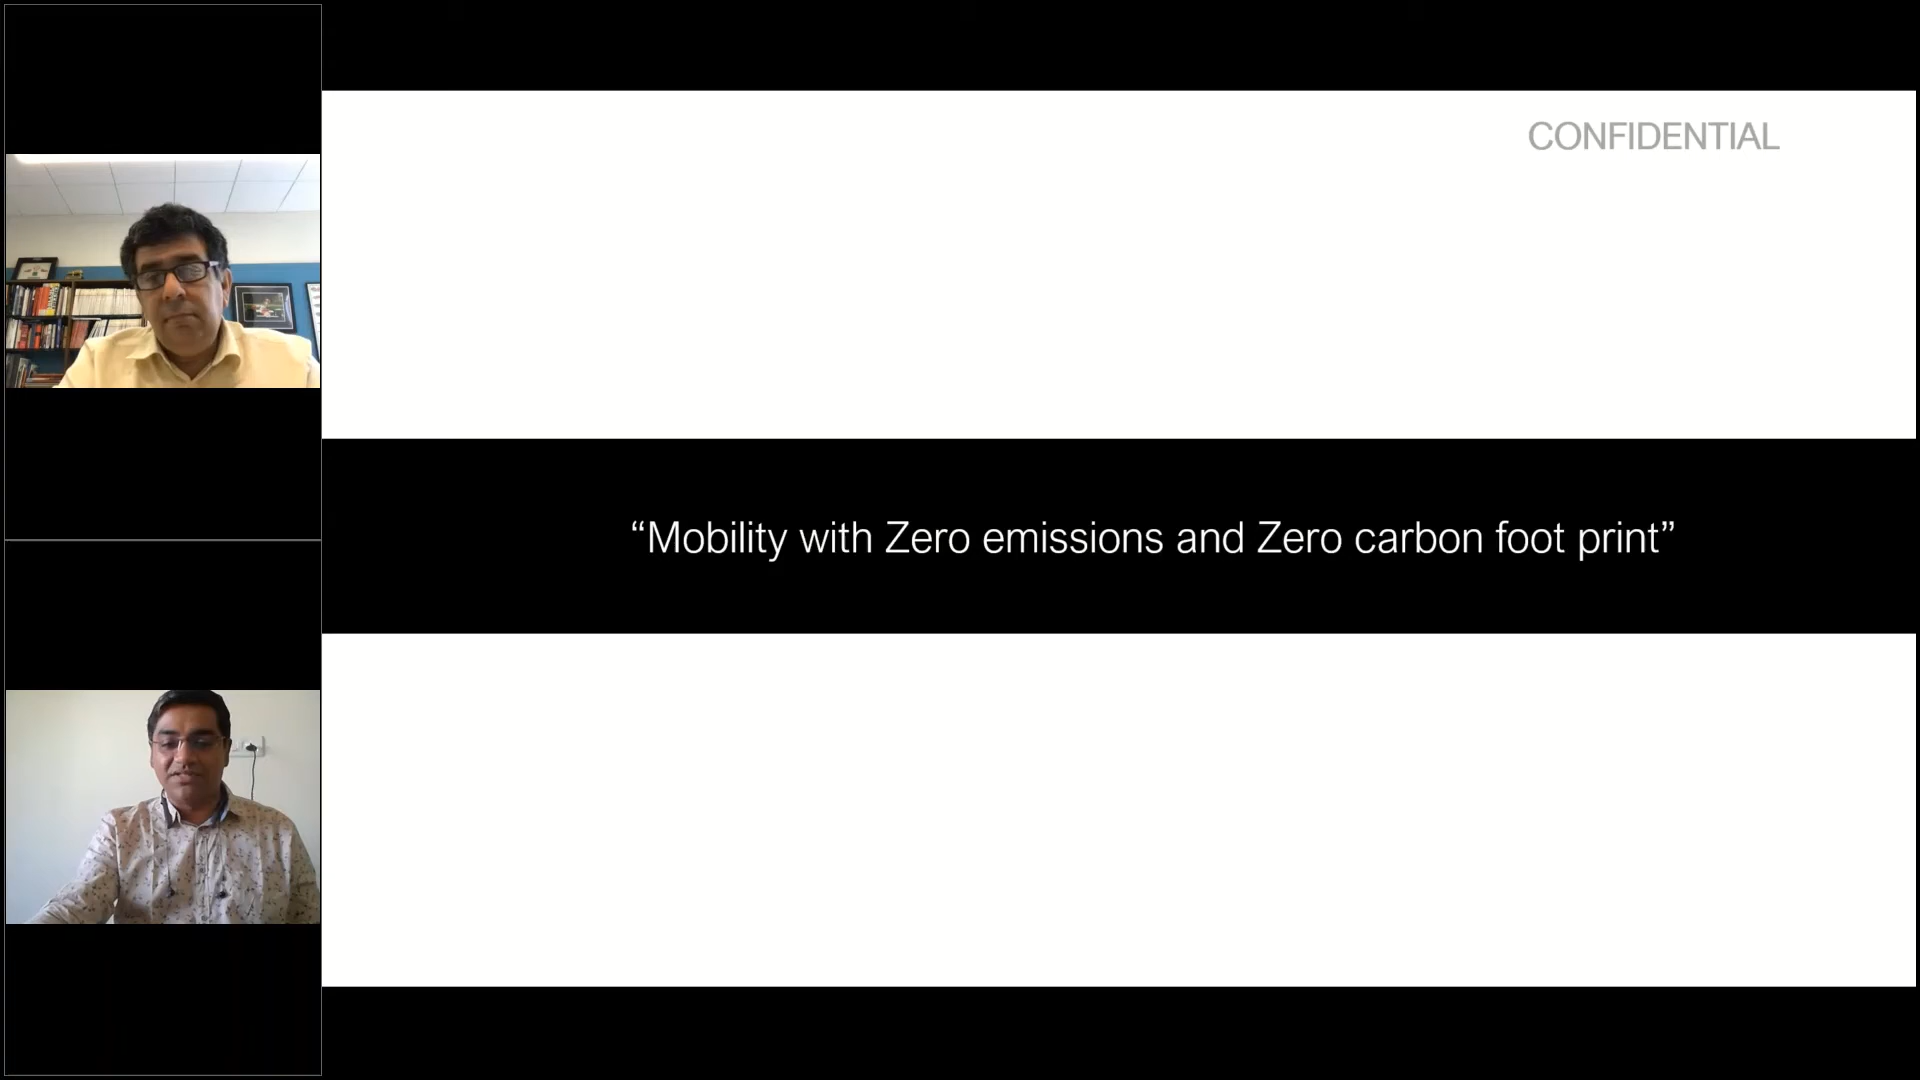 CONFIDENTIAL
“Mobility with Zero emissions and Zero carbon foot print”